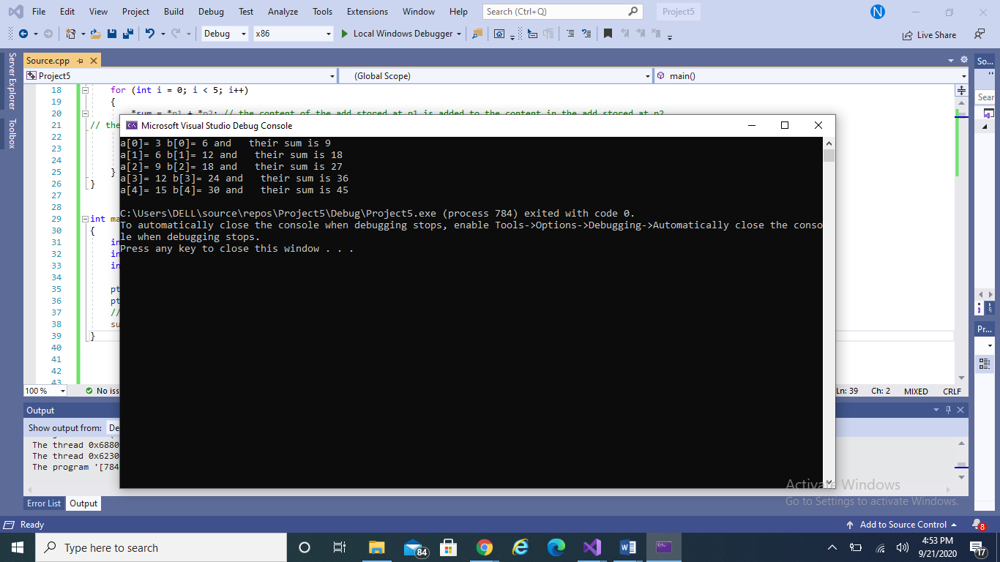 File Edit View Project Build Debug Test Analyze Tools Extensions Window Help Search (Ctrl+Q) Project5 N
Debug x86 Local Windows Debugger Live Share
Server Explorer
Toolbox
Source.cpp
So...
Project5 (Global Scope) main()
Sear
18 for (int i = 0; i < 5; i++)
19 {
20 *sum = *p1 + *p2; // the content of the add stored at p1 is added to the content in the add stored at p2
21 // the
22
23
24
25 }
26 }
27
28
29 int ma
30 {
31 in
32 in
33 in
34
35 pt
36 pt
37 //
38 su
39 }
40
41
42
43
Microsoft Visual Studio Debug Console
a[0]= 3 b[0]= 6 and their sum is 9
a[1]= 6 b[1]= 12 and their sum is 18
a[2]= 9 b[2]= 18 and their sum is 27
a[3]= 12 b[3]= 24 and their sum is 36
a[4]= 15 b[4]= 30 and their sum is 45
C:\Users\DELL\source\repos\Project5\Debug\Project5.exe (process 784) exited with code 0.
To automatically close the console when debugging stops, enable Tools->Options->Debugging->Automatically close the conso
le when debugging stops.
Press any key to close this window . . .
Pr...
100 % No iss Ln: 39 Ch: 2 MIXED CRLF
Output
Show output from: De
The thread 0x6880
The thread 0x6230
The program '[784
Activate Windows
Go to Settings to activate Windows.
Error List Output
Ready Add to Source Control 8
Type here to search 84 4:53 PM
9/21/2020 17